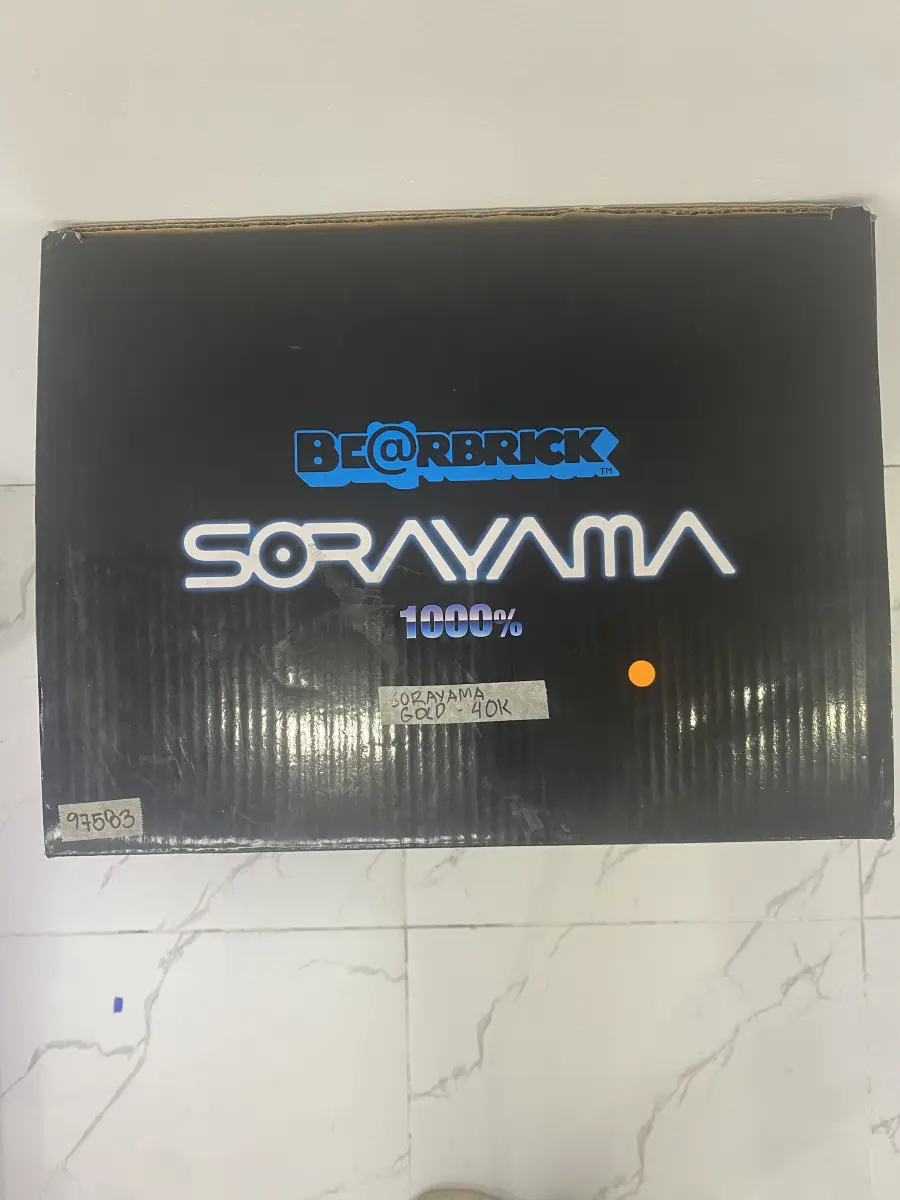 BE@RBRICK
TM
SORAYAMA
1000%
SORAYAMA
GOLD - 40K
97583